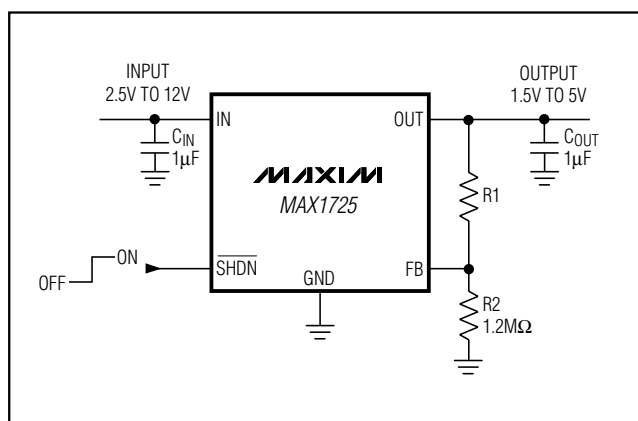 INPUT
2.5V TO 12V
OUTPUT
1.5V TO 5V
IN
OUT
CIN
1µF
COUT
1µF
MAXIM
MAX1725
R1
OFF
ON
SHDN
GND
FB
R2
1.2MΩ